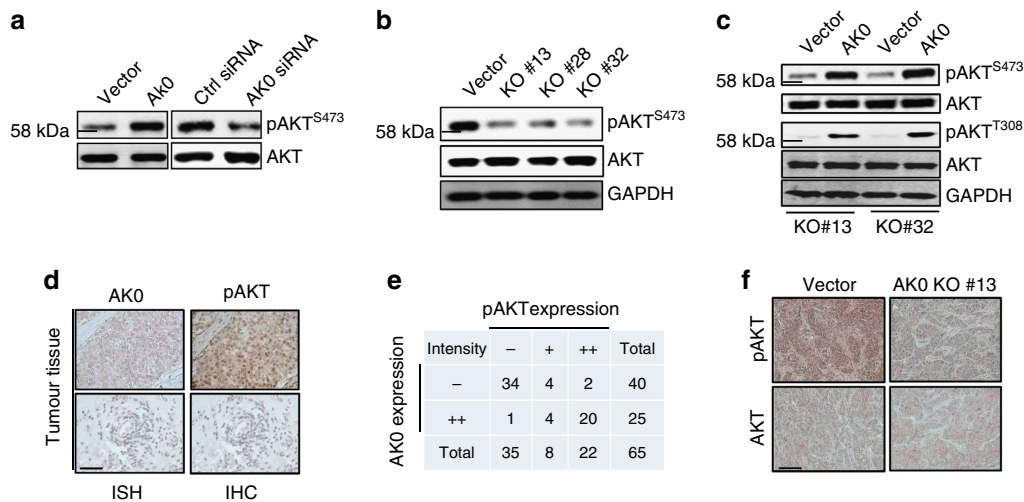 a
Vector
AK0
Ctrl siRNA
AK0 siRNA
58 kDa
pAKT^S473
AKT
b
Vector
KO #13
KO #28
KO #32
58 kDa
pAKT^S473
AKT
GAPDH
c
Vector
AK0
Vector
AK0
58 kDa
pAKT^S473
AKT
58 kDa
pAKT^T308
AKT
GAPDH
KO#13 KO#32
d
AK0 pAKT
Tumour tissue
ISH IHC
e
pAKTexpression
AK0 expression
Intensity – + ++ Total
– 34 4 2 40
++ 1 4 20 25
Total 35 8 22 65
f
Vector AK0 KO #13
pAKT
AKT